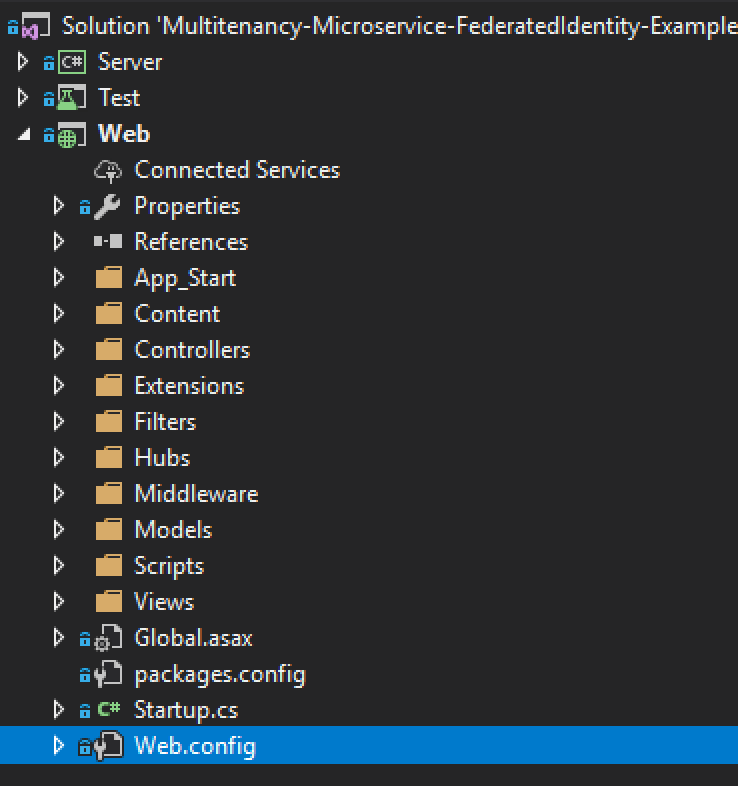 Solution 'Multitenancy-Microservice-FederatedIdentity-Example
C# Server
Test
Web
Connected Services
Properties
References
App_Start
Content
Controllers
Extensions
Filters
Hubs
Middleware
Models
Scripts
Views
Global.asax
packages.config
C# Startup.cs
Web.config